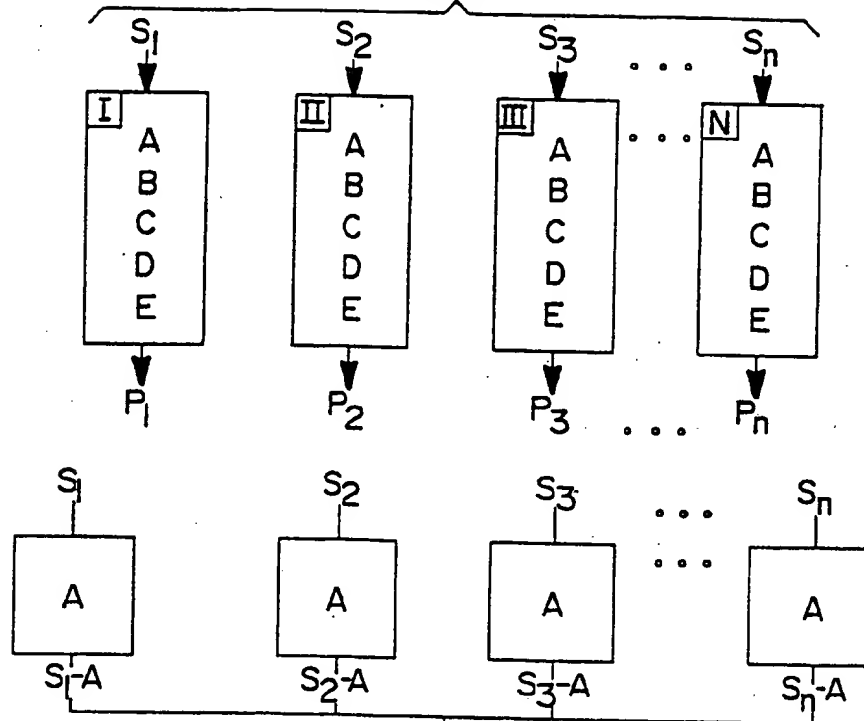 S1 S2 S3 ... Sn
I II III ... N
A A A A
B B B B
C C C C
D D D D
E E E E
P1 P2 P3 ... Pn
S1 S2 S3 ... Sn
A A A ... A
S1-A S2-A S3-A Sn-A